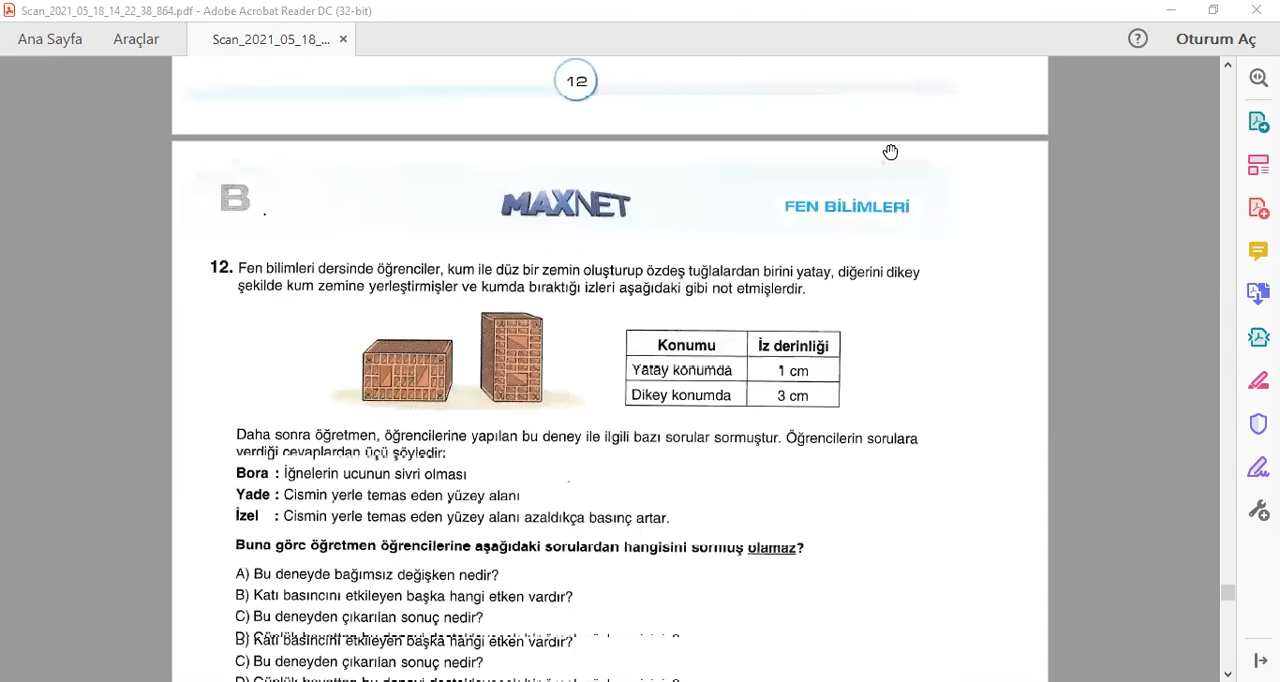 Scan_2021_05_18_14_22_38_864.pdf - Adobe Acrobat Reader DC (32-bit)
Ana Sayfa Araçlar Scan_2021_05_18_... × ? Oturum Aç
12
B MAXNET FEN BİLİMLERİ
12. Fen bilimleri dersinde öğrenciler, kum ile düz bir zemin oluşturup özdeş tuğlalardan birini yatay, diğerini dikey
şekilde kum zemine yerleştirmişler ve kumda bıraktığı izleri aşağıdaki gibi not etmişlerdir.
Konumu İz derinliği
Yatay konumda 1 cm
Dikey konumda 3 cm
Daha sonra öğretmen, öğrencilerine yapılan bu deney ile ilgili bazı sorular sormuştur. Öğrencilerin sorulara
verdiği cevaplardan üçü şöyledir:
Bora : İğnelerin ucunun sivri olması
Yade : Cismin yerle temas eden yüzey alanı
İzel : Cismin yerle temas eden yüzey alanı azaldıkça basınç artar.
Buna göre öğretmen öğrencilerine aşağıdaki sorulardan hangisini sormuş olamaz?
A) Bu deneyde bağımsız değişken nedir?
B) Katı basıncını etkileyen başka hangi etken vardır?
C) Bu deneyden çıkarılan sonuç nedir?
B) Katı basıncını etkileyen başka hangi etken vardır?
C) Bu deneyden çıkarılan sonuç nedir?
D) Günlük hayattan bu deneyi destekleyecek bir örnek